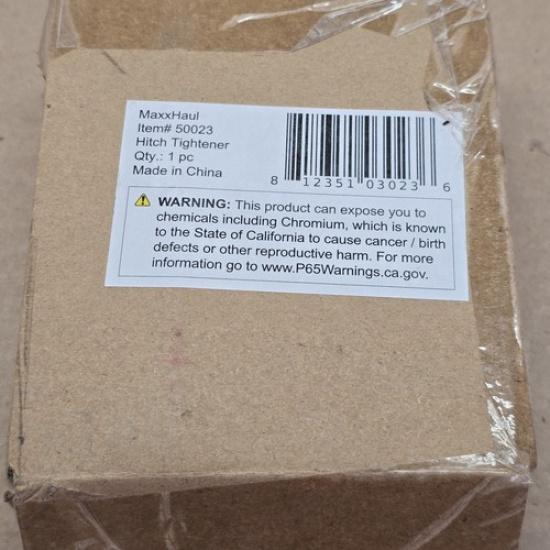 MaxxHaul
Item# 50023
Hitch Tightener
Qty.: 1 pc
Made in China
8 12351 03023 6
WARNING: This product can expose you to
chemicals including Chromium, which is known
to the State of California to cause cancer / birth
defects or other reproductive harm. For more
information go to www.P65Warnings.ca.gov.